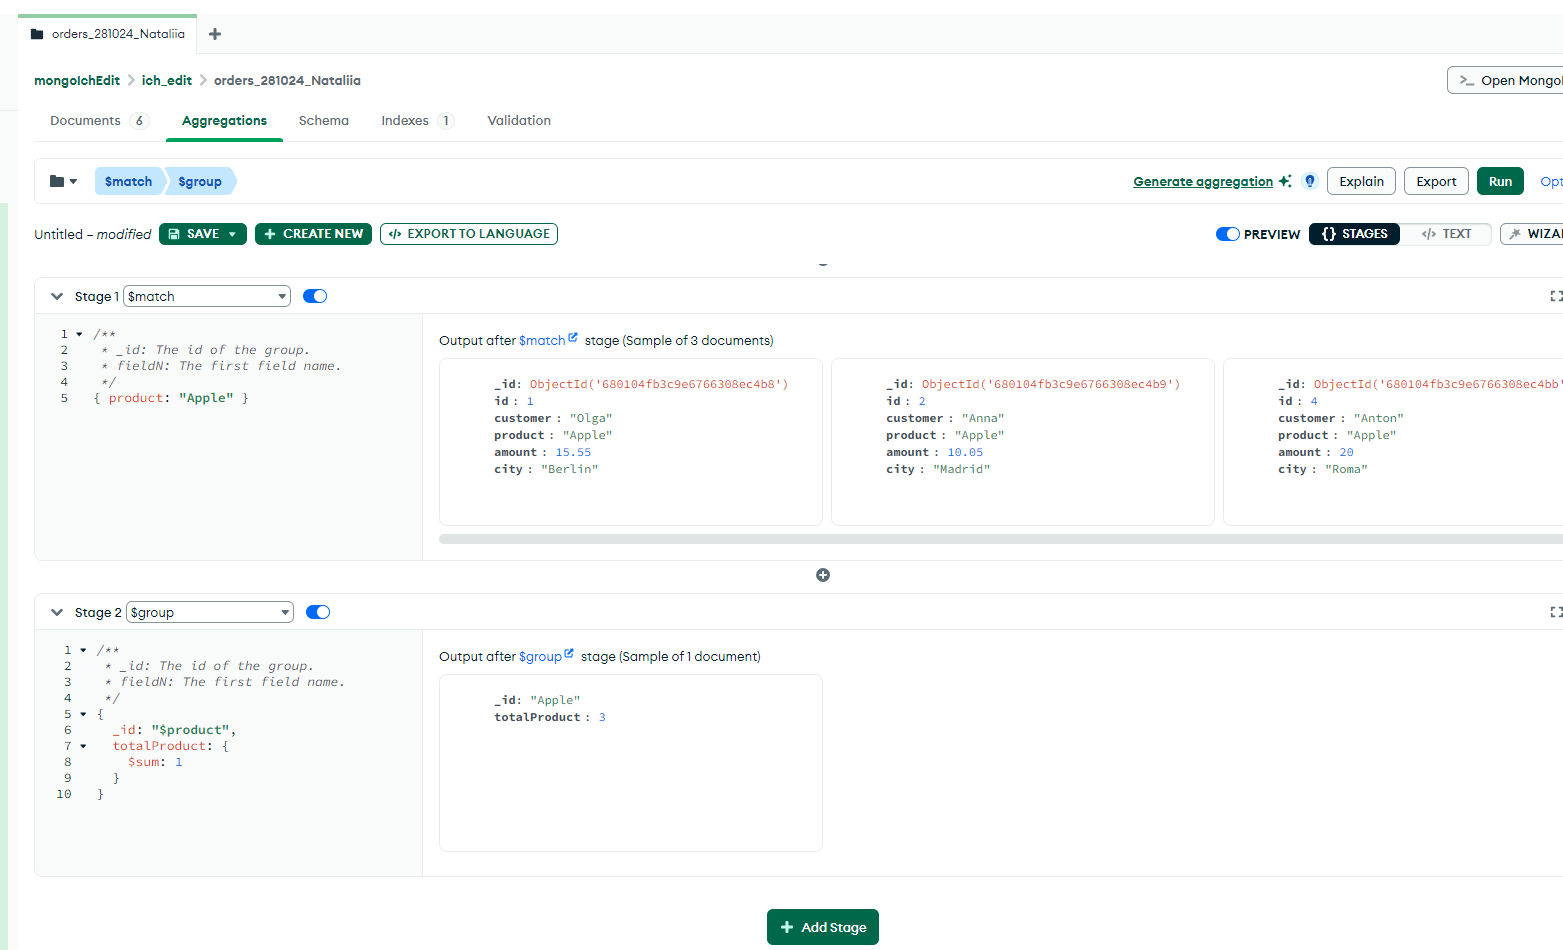 orders_281024_Nataliia
mongoIchEdit > ich_edit > orders_281024_Nataliia
>_ Open Mongo
Documents 6 Aggregations Schema Indexes 1 Validation
$match $group
Generate aggregation Explain Export Run Opt
Untitled – modified SAVE + CREATE NEW </> EXPORT TO LANGUAGE
PREVIEW {} STAGES </> TEXT WIZA
Stage 1 $match
1 /**
2 * _id: The id of the group.
3 * fieldN: The first field name.
4 */
5 { product: "Apple" }
Output after $match stage (Sample of 3 documents)
_id: ObjectId('680104fb3c9e6766308ec4b8')
id : 1
customer : "Olga"
product : "Apple"
amount : 15.55
city : "Berlin"
_id: ObjectId('680104fb3c9e6766308ec4b9')
id : 2
customer : "Anna"
product : "Apple"
amount : 10.05
city : "Madrid"
_id: ObjectId('680104fb3c9e6766308ec4bb'
id : 4
customer : "Anton"
product : "Apple"
amount : 20
city : "Roma"
Stage 2 $group
1 /**
2 * _id: The id of the group.
3 * fieldN: The first field name.
4 */
5 {
6 _id: "$product",
7 totalProduct: {
8 $sum: 1
9 }
10 }
Output after $group stage (Sample of 1 document)
_id: "Apple"
totalProduct : 3
+ Add Stage